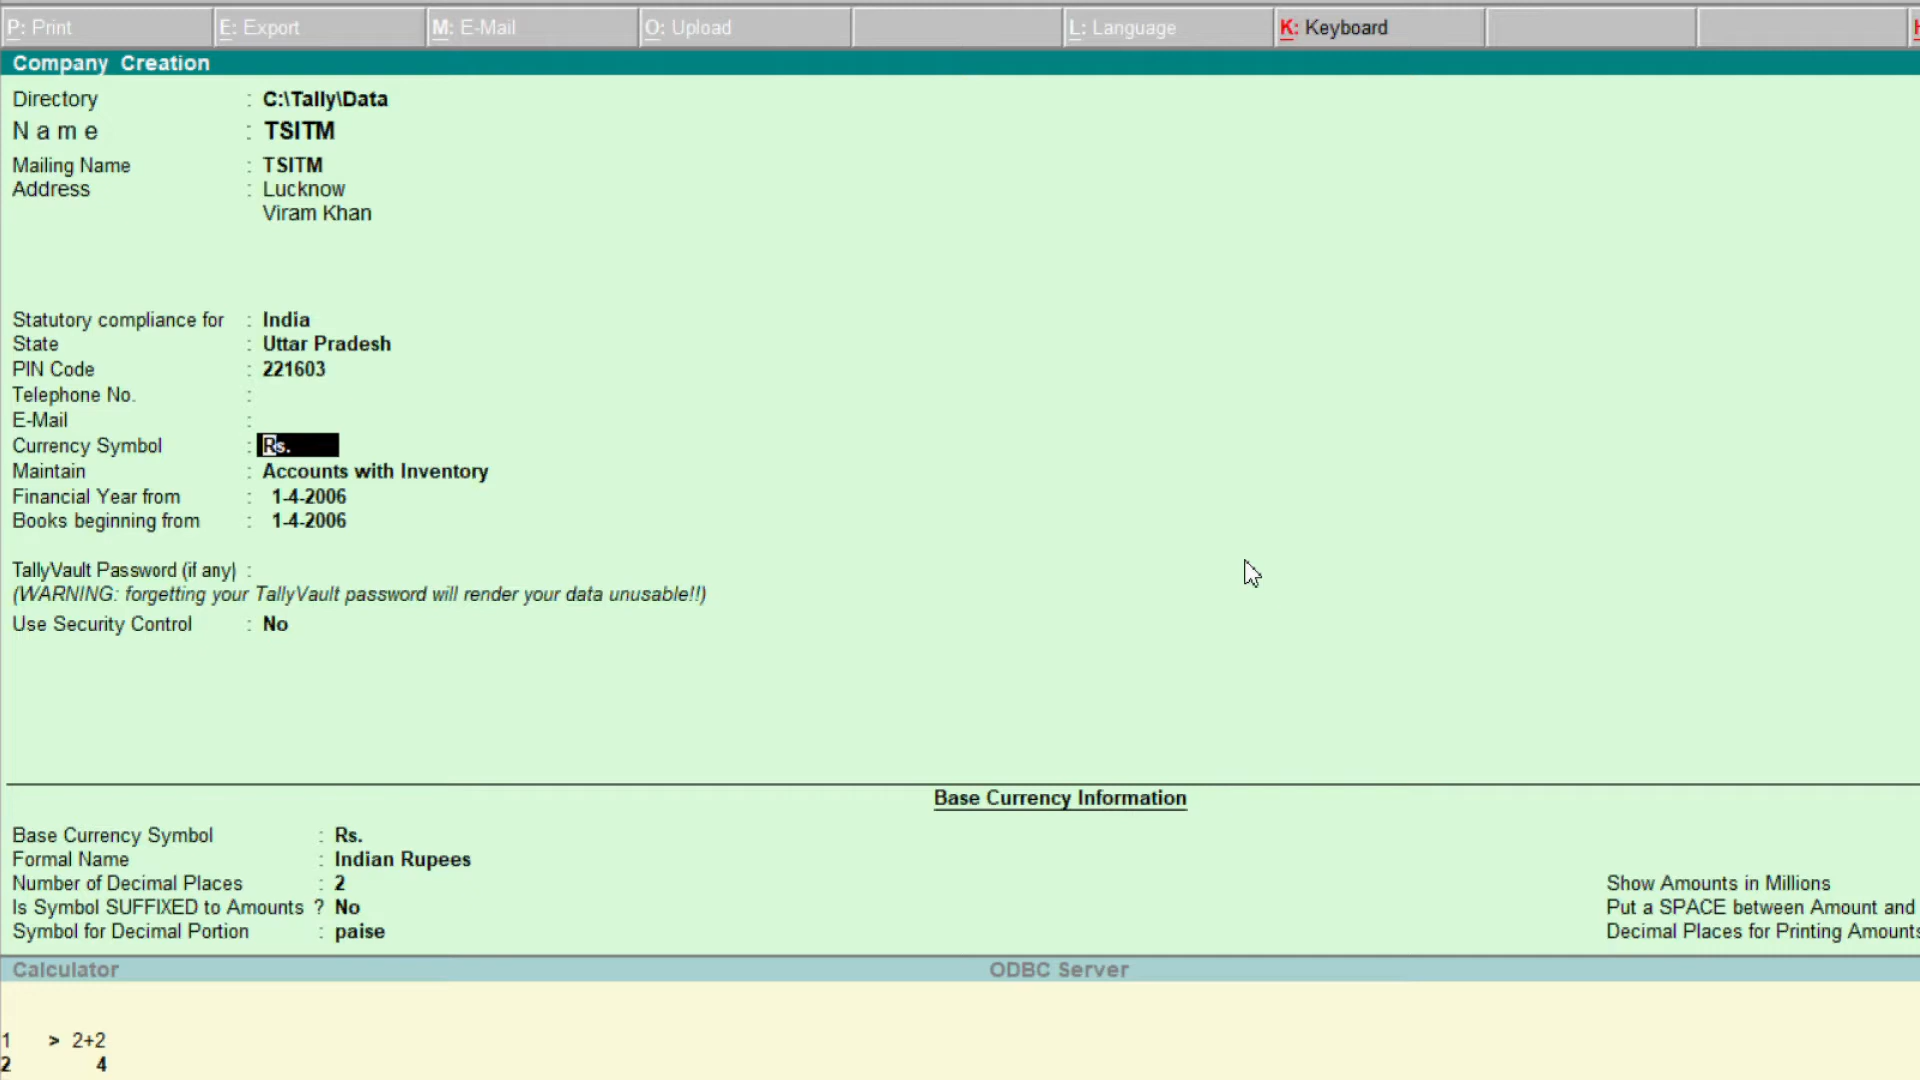 P: Print E: Export M: E-Mail O: Upload L: Language K: Keyboard
Company Creation
Directory : C:\Tally\Data
Name : TSITM
Mailing Name : TSITM
Address : Lucknow
Viram Khan
Statutory compliance for : India
State : Uttar Pradesh
PIN Code : 221603
Telephone No. :
E-Mail :
Currency Symbol : Rs.
Maintain : Accounts with Inventory
Financial Year from : 1-4-2006
Books beginning from : 1-4-2006
TallyVault Password (if any) :
(WARNING: forgetting your TallyVault password will render your data unusable!!)
Use Security Control : No
Base Currency Information
Base Currency Symbol : Rs.
Formal Name : Indian Rupees
Number of Decimal Places : 2 Show Amounts in Millions
Is Symbol SUFFIXED to Amounts ? No Put a SPACE between Amount and
Symbol for Decimal Portion : paise Decimal Places for Printing Amounts
Calculator ODBC Server
1 > 2+2
2 4